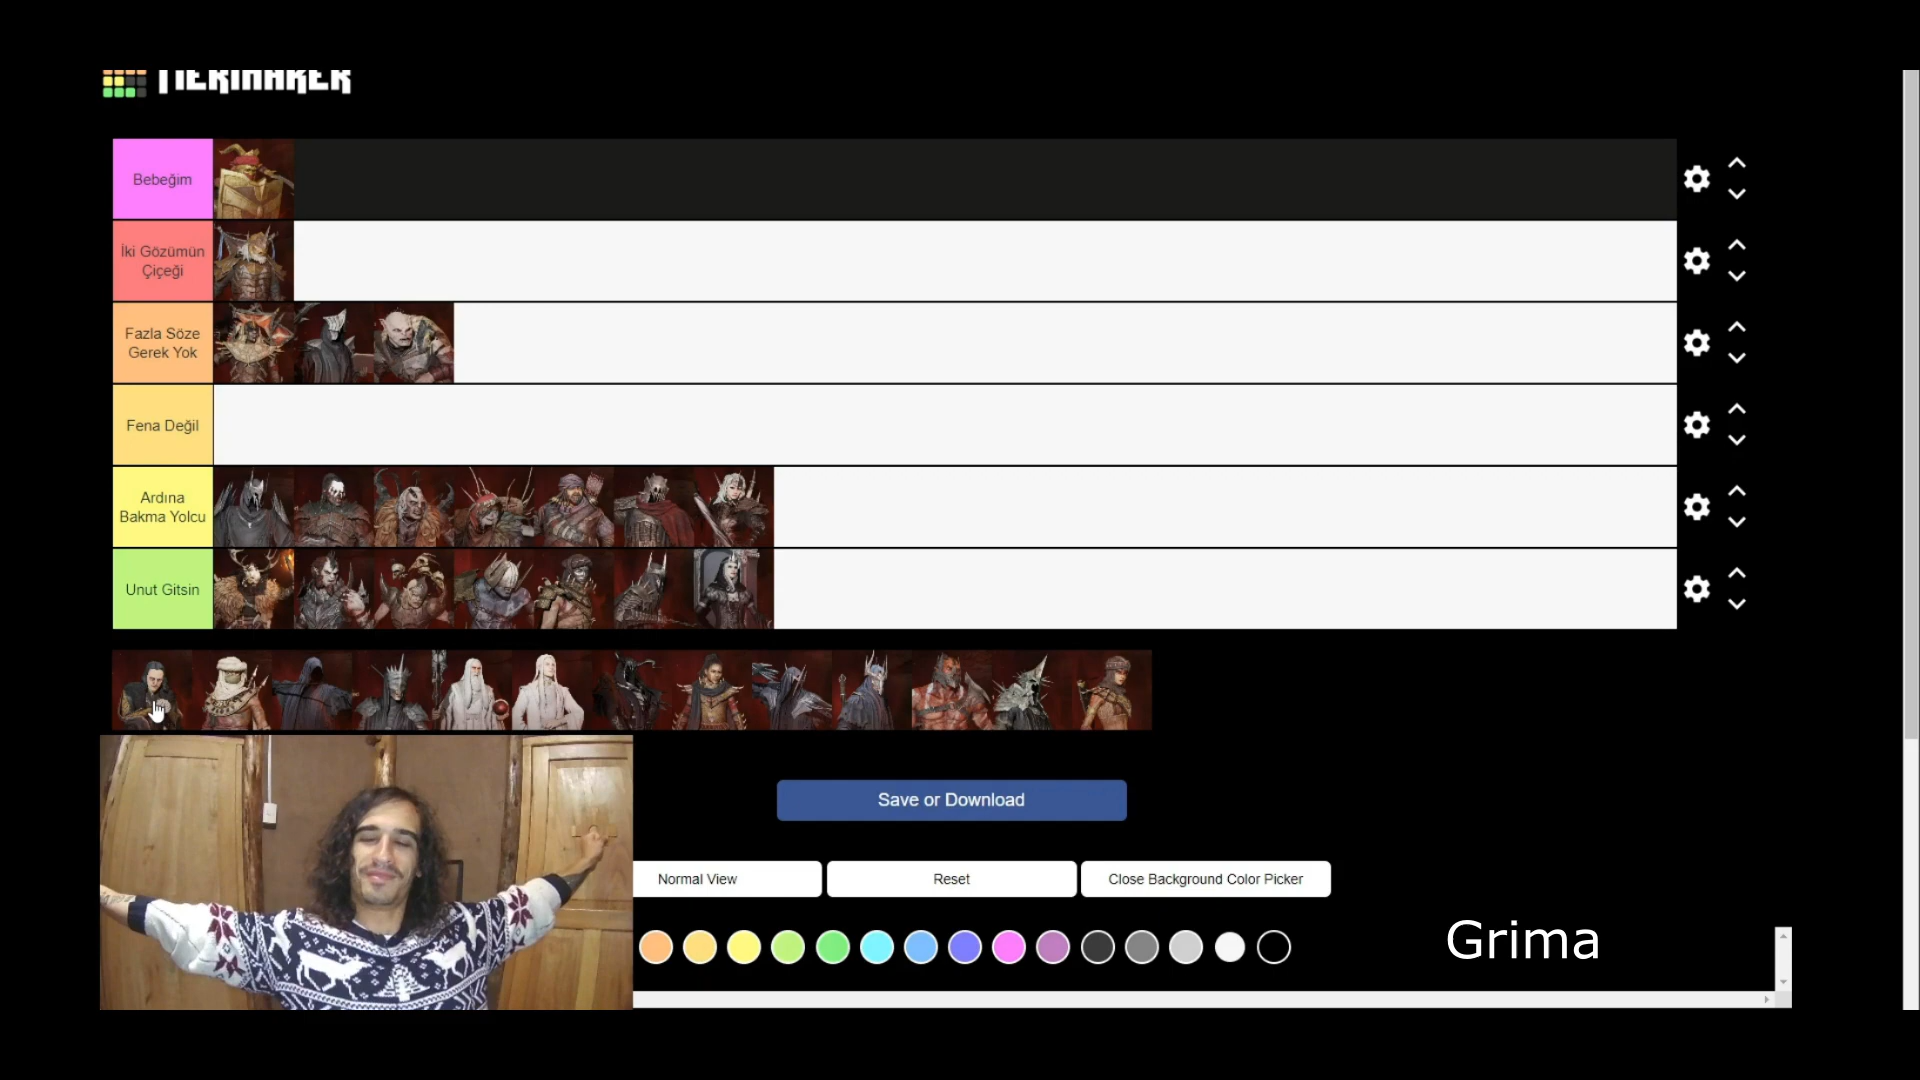 TIERMAKER
Bebeğim
İki Gözümün
Çiçeği
Fazla Söze
Gerek Yok
Fena Değil
Ardına
Bakma Yolcu
Unut Gitsin
Save or Download
Normal View
Reset
Close Background Color Picker
Grima